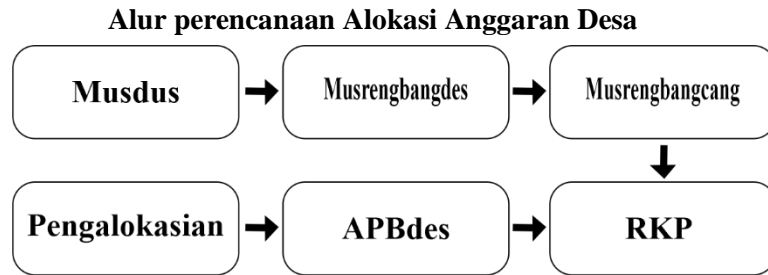 Alur perencanaan Alokasi Anggaran Desa
Musdus
Musrengbangdes
Musrengbangcang
Pengalokasian
APBdes
RKP